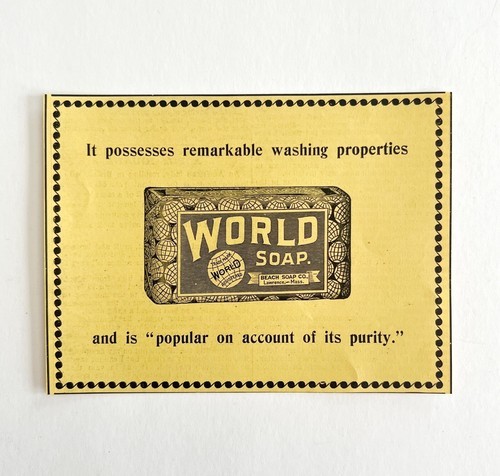 It possesses remarkable washing properties
WORLD
SOAP.
WORLD
BEACH SOAP CO.
Lawrence,—Mass.
and is “popular on account of its purity.”